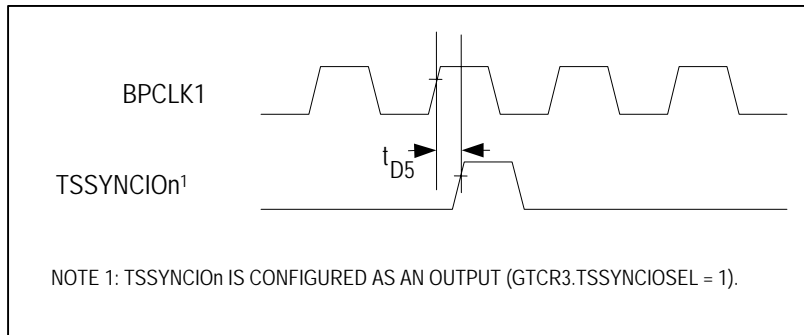 BPCLK1
tD5
TSSYNCIOn¹
NOTE 1: TSSYNCIOn IS CONFIGURED AS AN OUTPUT (GTCR3.TSSYNCIOSEL = 1).